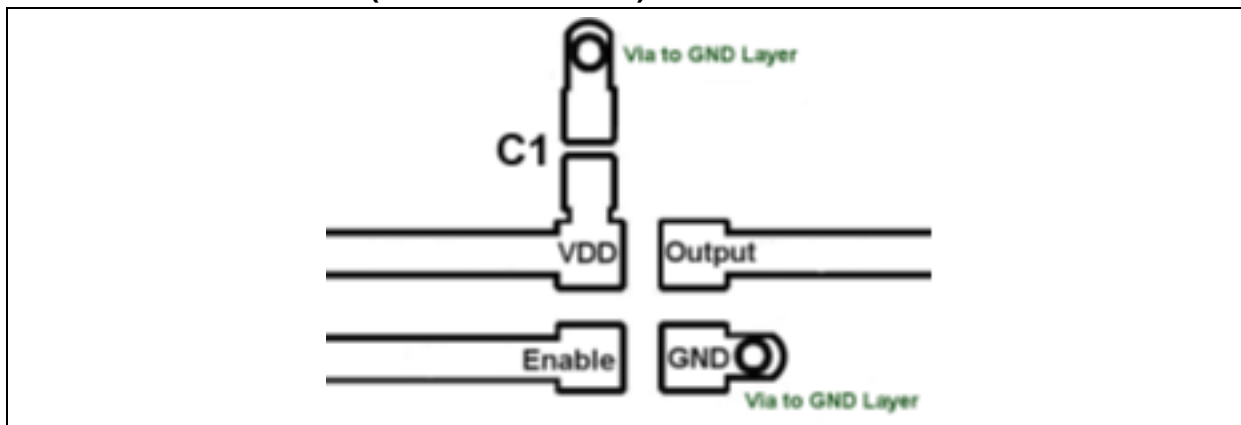 Via to GND Layer
C1
VDD
Output
Enable
GND
Via to GND Layer